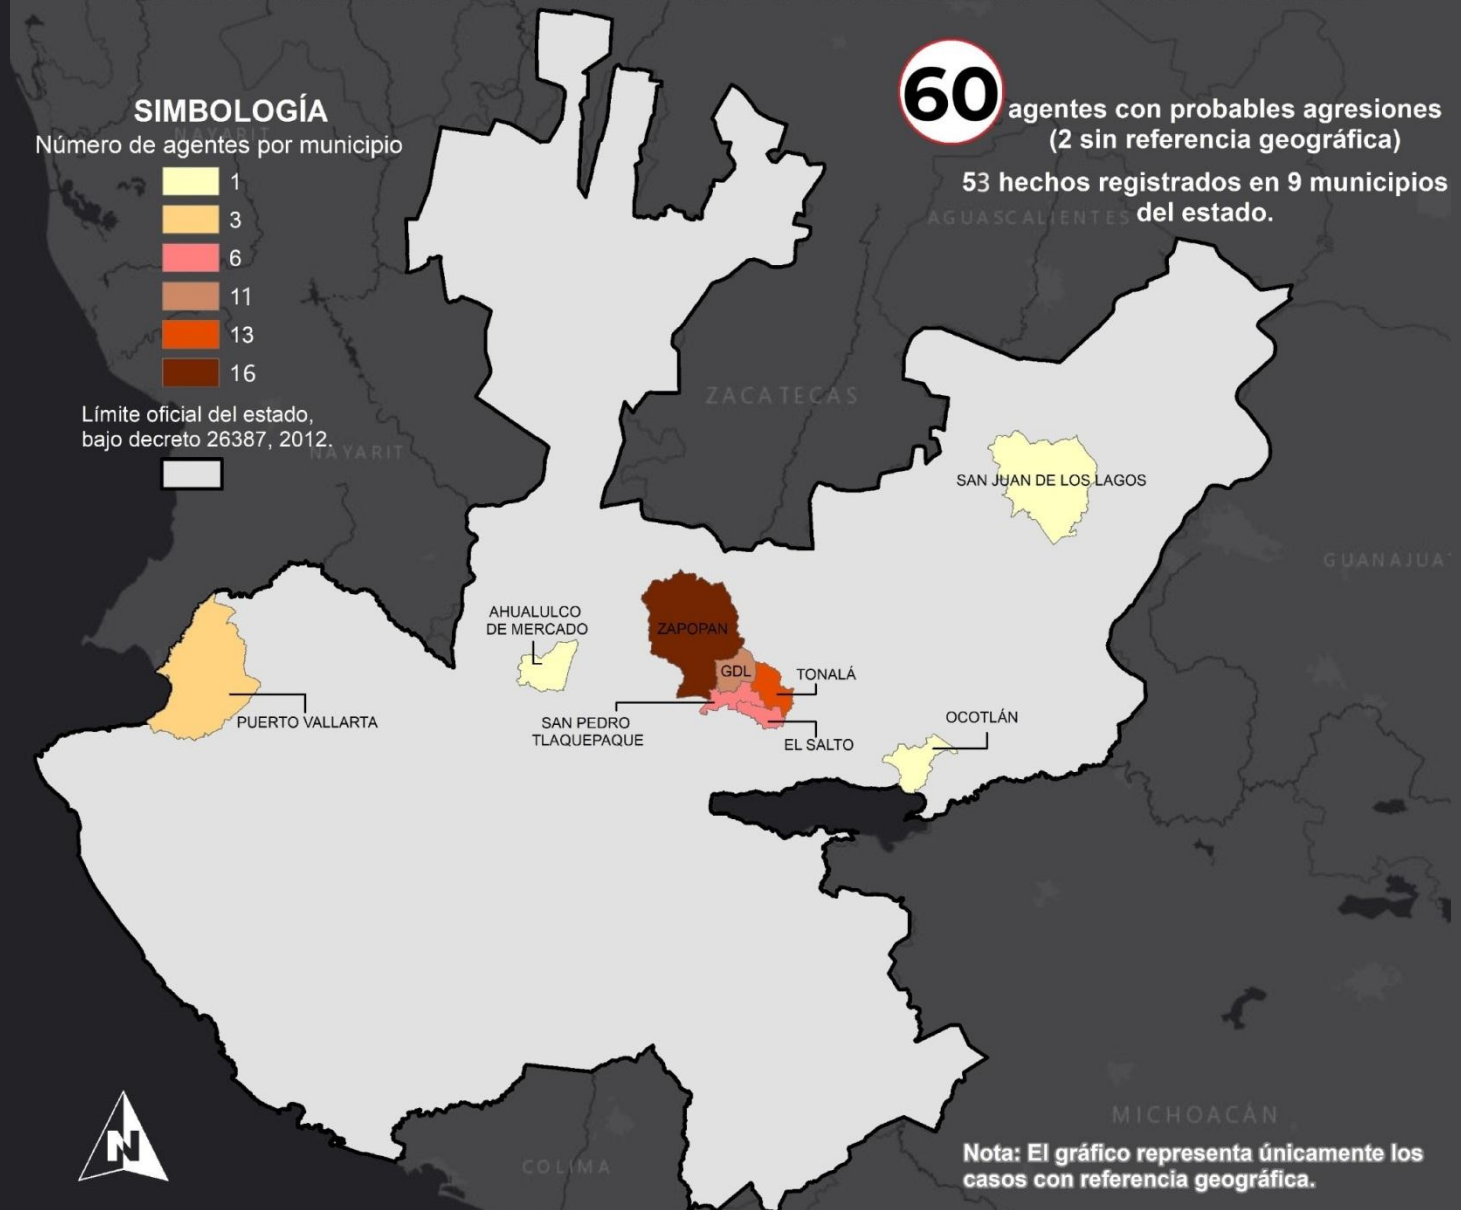 SIMBOLOGÍA
NAYARIT
Número de agentes por municipio
1
3
6
11
13
16
Límite oficial del estado,
bajo decreto 26387, 2012.
NAYARIT
60
agentes con probables agresiones
(2 sin referencia geográfica)
53 hechos registrados en 9 municipios
AGUASCALIENTES
del estado.
ZACATECAS
SAN JUAN DE LOS LAGOS
GUANAJUA
AHUALULCO
DE MERCADO
ZAPOPAN
GDL
TONALÁ
PUERTO VALLARTA
SAN PEDRO
TLAQUEPAQUE
EL SALTO
OCOTLÁN
N
COLIMA
MICHOACÁN
Nota: El gráfico representa únicamente los
casos con referencia geográfica.